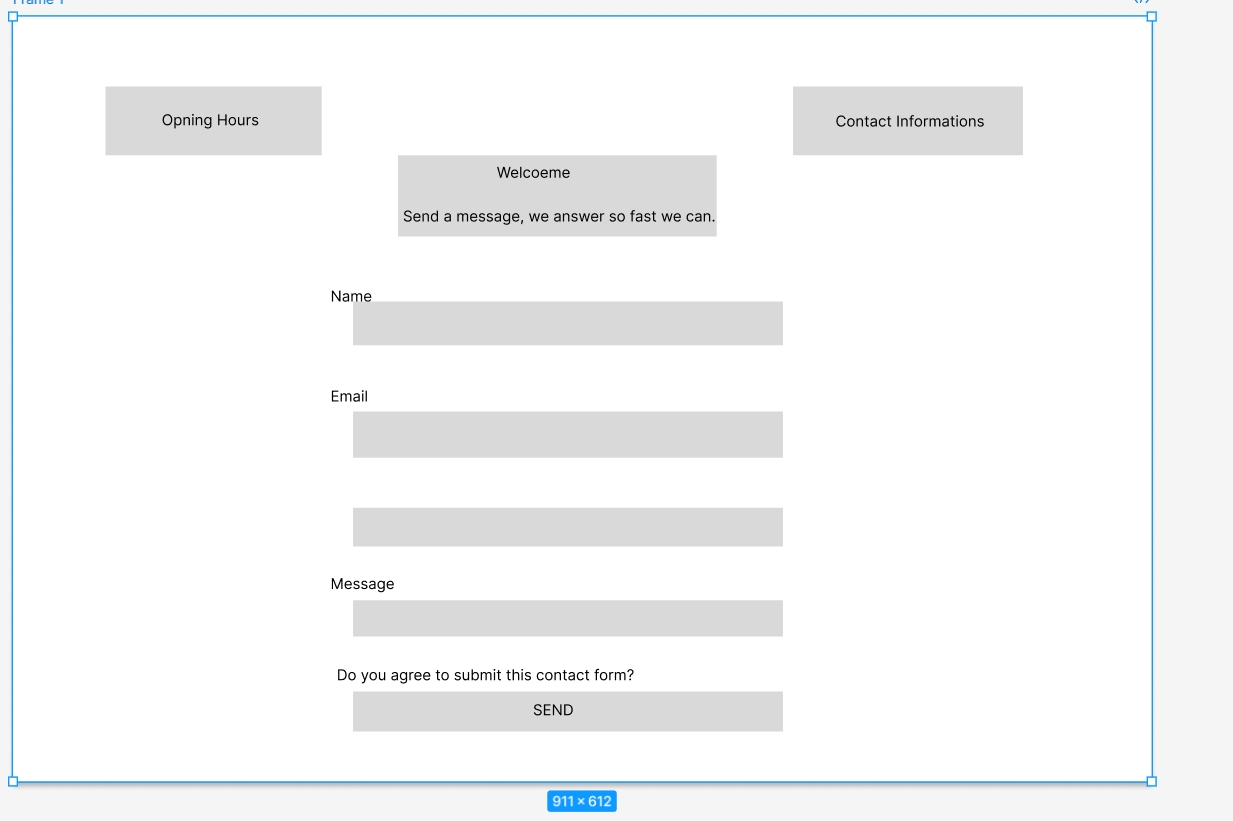 Frame 1
Opning Hours
Contact Informations
Welcoeme
Send a message, we answer so fast we can.
Name
Email
Message
Do you agree to submit this contact form?
SEND
911 × 612